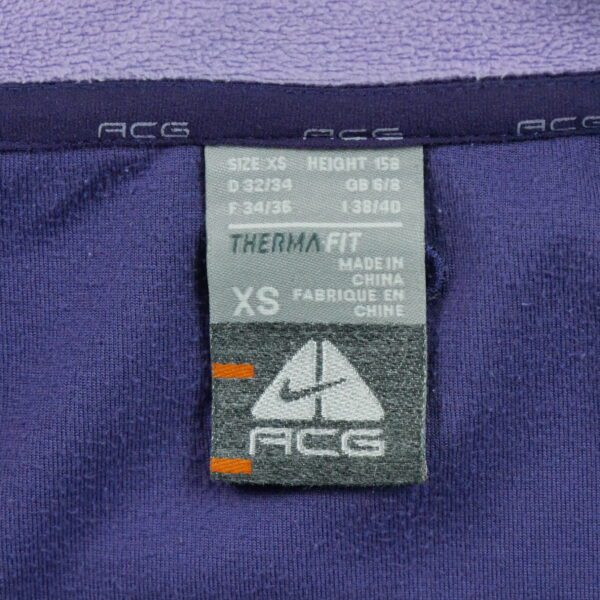 ACG ACG ACG
SIZE XS HEIGHT 158
D 32/34 GB 6/8
F 34/36 I 38/40
THERMA FIT
MADE IN
CHINA
XS FABRIQUE EN
CHINE
ACG